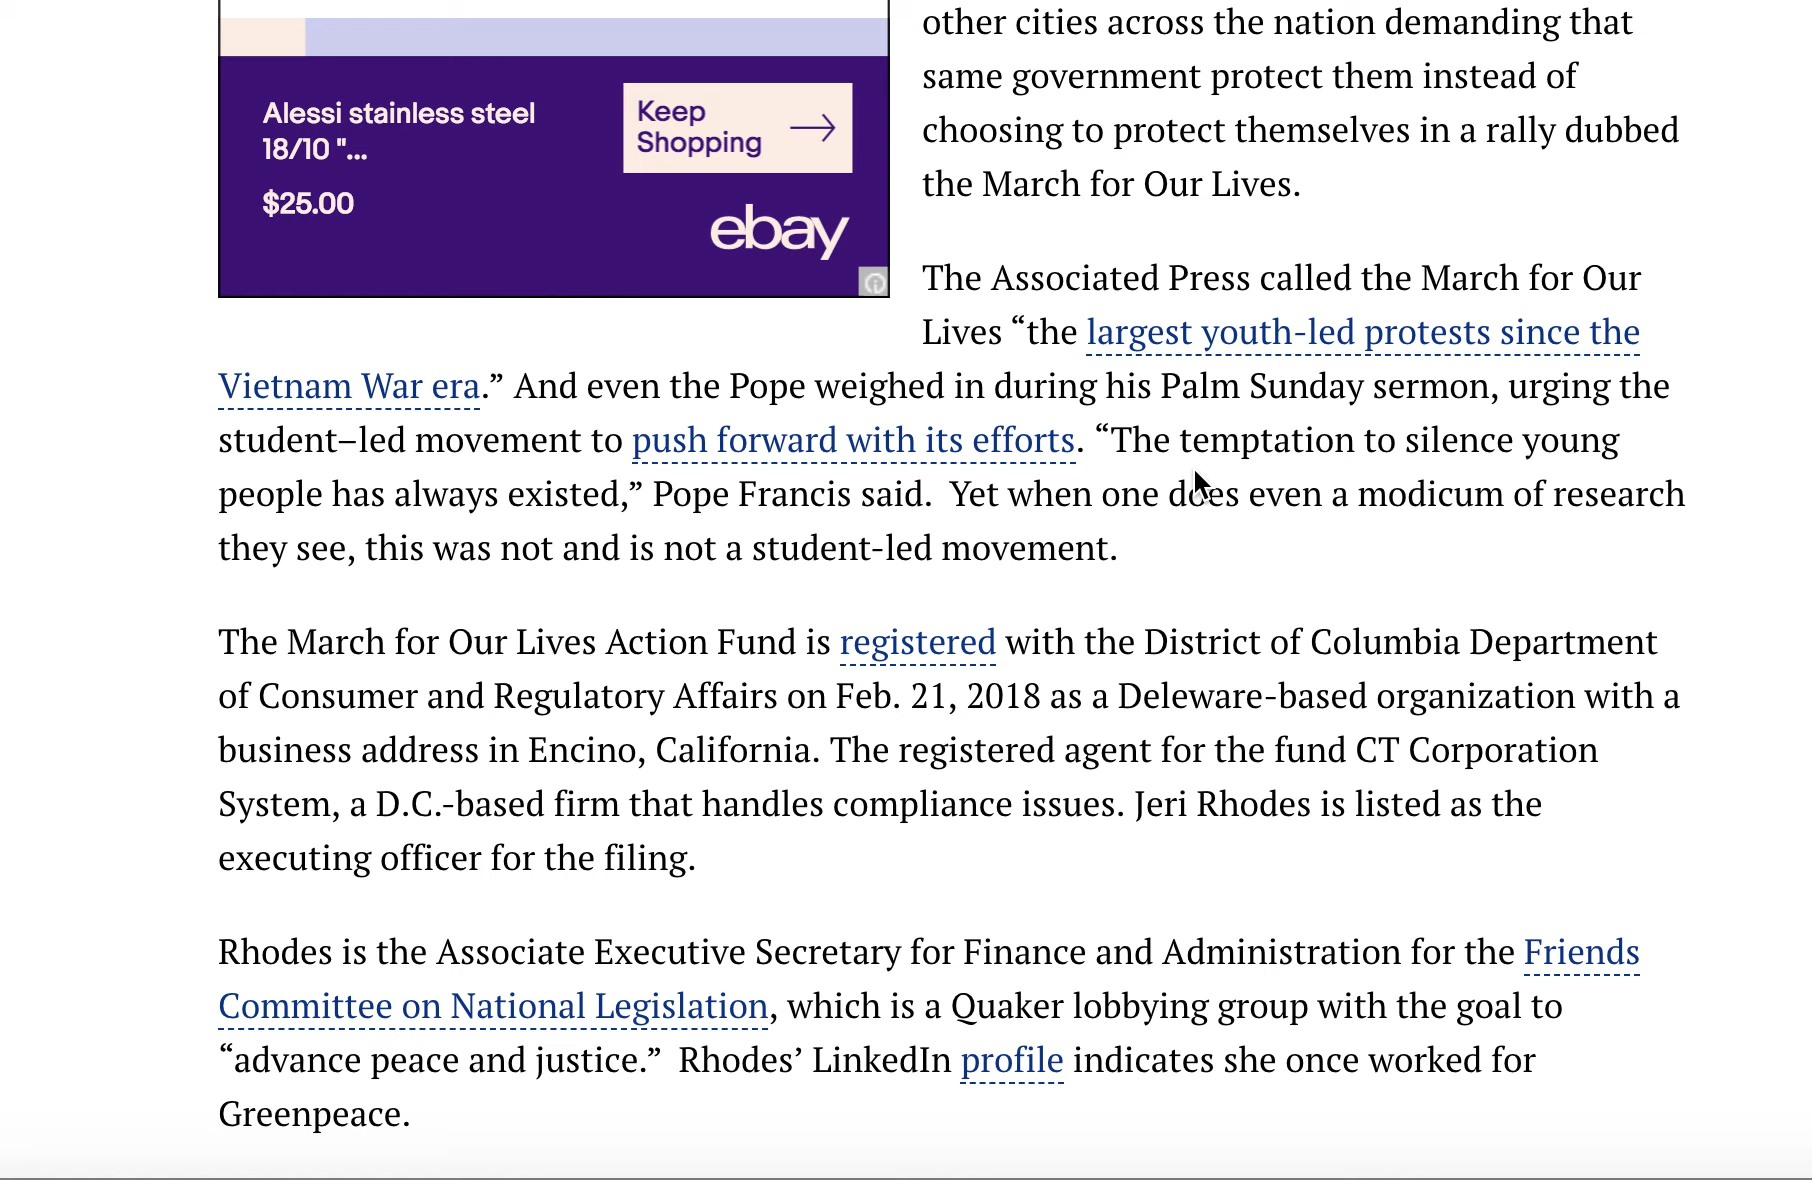 Alessi stainless steel
18/10 "...
$25.00
Keep
Shopping
ebay
other cities across the nation demanding that
same government protect them instead of
choosing to protect themselves in a rally dubbed
the March for Our Lives.
The Associated Press called the March for Our
Lives “the largest youth-led protests since the
Vietnam War era.” And even the Pope weighed in during his Palm Sunday sermon, urging the
student–led movement to push forward with its efforts. “The temptation to silence young
people has always existed,” Pope Francis said.  Yet when one does even a modicum of research
they see, this was not and is not a student-led movement.
The March for Our Lives Action Fund is registered with the District of Columbia Department
of Consumer and Regulatory Affairs on Feb. 21, 2018 as a Deleware-based organization with a
business address in Encino, California. The registered agent for the fund CT Corporation
System, a D.C.-based firm that handles compliance issues. Jeri Rhodes is listed as the
executing officer for the filing.
Rhodes is the Associate Executive Secretary for Finance and Administration for the Friends
Committee on National Legislation, which is a Quaker lobbying group with the goal to
“advance peace and justice.”  Rhodes’ LinkedIn profile indicates she once worked for
Greenpeace.